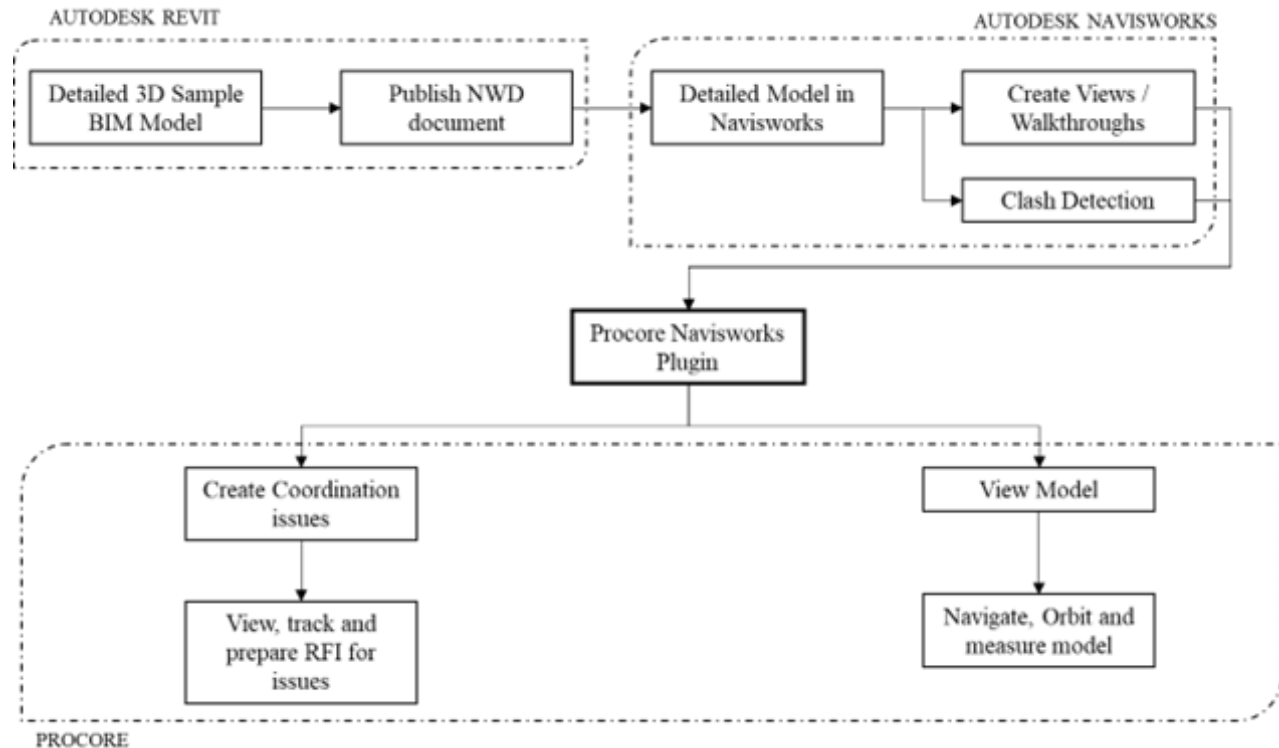 AUTODESK REVIT
AUTODESK NAVISWORKS
Detailed 3D Sample
BIM Model
Publish NWD
document
Detailed Model in
Navisworks
Create Views /
Walkthroughs
Clash Detection
Procore Navisworks
Plugin
Create Coordination
issues
View Model
View, track and
prepare RFI for
issues
Navigate, Orbit and
measure model
PROCORE